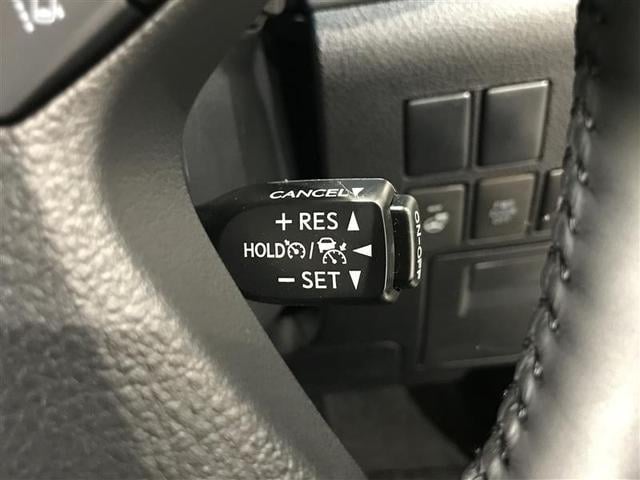 CANCEL▼
+ RES ▲
HOLD / ◀
− SET ▼
ON-OFF